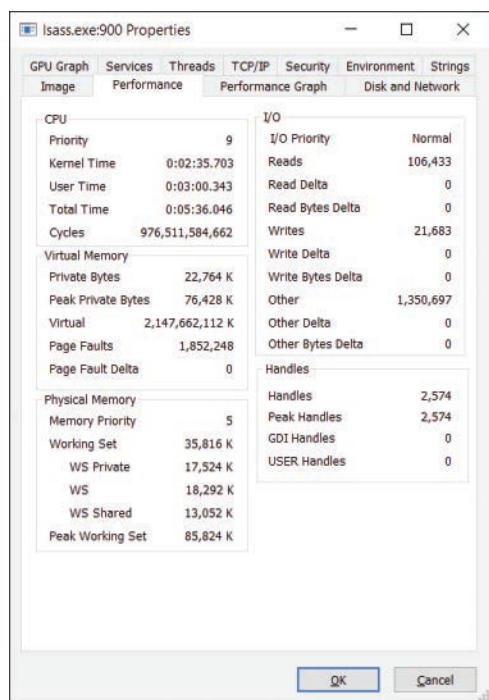 lsass.exe:900 Properties
GPU Graph Services Threads TCP/IP Security Environment Strings
Image Performance Performance Graph Disk and Network
CPU
Priority 9
Kernel Time 0:02:35.703
User Time 0:03:00.343
Total Time 0:05:36.046
Cycles 976,511,584,662
Virtual Memory
Private Bytes 22,764 K
Peak Private Bytes 76,428 K
Virtual 2,147,662,112 K
Page Faults 1,852,248
Page Fault Delta 0
Physical Memory
Memory Priority 5
Working Set 35,816 K
WS Private 17,524 K
WS 18,292 K
WS Shared 13,052 K
Peak Working Set 85,824 K
I/O
I/O Priority Normal
Reads 106,433
Read Delta 0
Read Bytes Delta 0
Writes 21,683
Write Delta 0
Write Bytes Delta 0
Other 1,350,697
Other Delta 0
Other Bytes Delta 0
Handles
Handles 2,574
Peak Handles 2,574
GDI Handles 0
USER Handles 0
OK Cancel